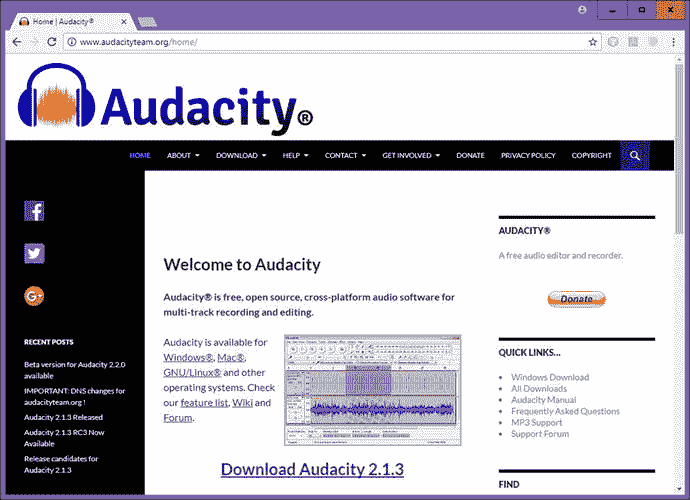 Home | Audacity®
www.audacityteam.org/home/
Audacity®
HOME ABOUT DOWNLOAD HELP CONTACT GET INVOLVED DONATE PRIVACY POLICY COPYRIGHT
Welcome to Audacity
Audacity® is free, open source, cross-platform audio software for
multi-track recording and editing.
Audacity is available for
Windows®, Mac®,
GNU/Linux® and other
operating systems. Check
our feature list, Wiki and
Forum.
Download Audacity 2.1.3
RECENT POSTS
Beta version for Audacity 2.2.0
available
IMPORTANT: DNS changes for
audacityteam.org !
Audacity 2.1.3 Released
Audacity 2.1.3 RC3 Now
Available
Release candidates for
Audacity 2.1.3
AUDACITY®
A free audio editor and recorder.
Donate
QUICK LINKS...
Windows Download
All Downloads
Audacity Manual
Frequently Asked Questions
MP3 Support
Support Forum
FIND